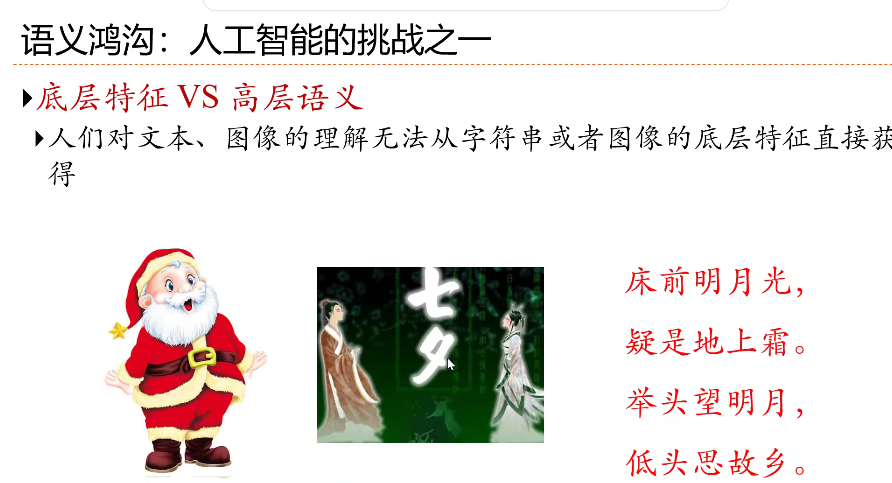 语义鸿沟：人工智能的挑战之一
底层特征 VS 高层语义
人们对文本、图像的理解无法从字符串或者图像的底层特征直接获
得
七夕
床前明月光，
疑是地上霜。
举头望明月，
低头思故乡。